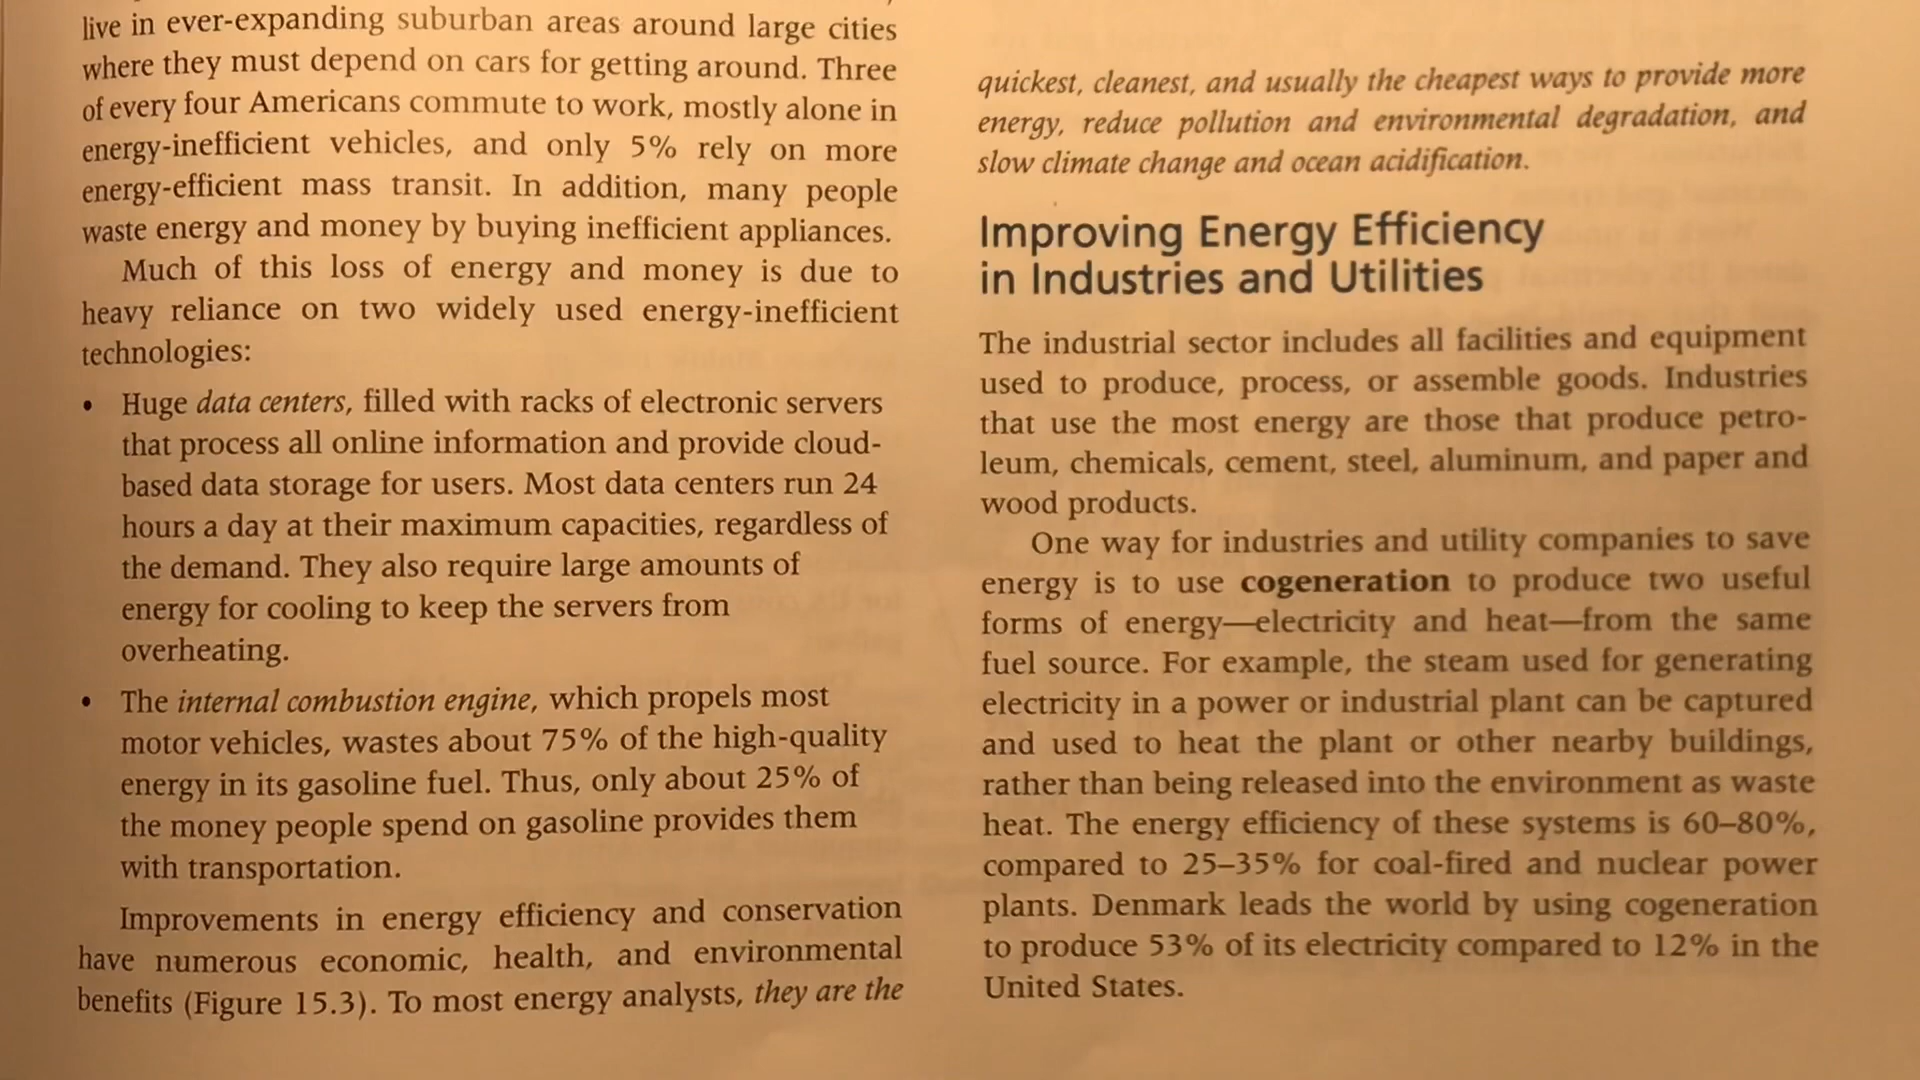 live in ever-expanding suburban areas around large cities
where they must depend on cars for getting around. Three
of every four Americans commute to work, mostly alone in
energy-inefficient vehicles, and only 5% rely on more
energy-efficient mass transit. In addition, many people
waste energy and money by buying inefficient appliances.
Much of this loss of energy and money is due to
heavy reliance on two widely used energy-inefficient
technologies:
• Huge data centers, filled with racks of electronic servers
that process all online information and provide cloud-
based data storage for users. Most data centers run 24
hours a day at their maximum capacities, regardless of
the demand. They also require large amounts of
energy for cooling to keep the servers from
overheating.
• The internal combustion engine, which propels most
motor vehicles, wastes about 75% of the high-quality
energy in its gasoline fuel. Thus, only about 25% of
the money people spend on gasoline provides them
with transportation.
Improvements in energy efficiency and conservation
have numerous economic, health, and environmental
benefits (Figure 15.3). To most energy analysts, they are the
quickest, cleanest, and usually the cheapest ways to provide more
energy, reduce pollution and environmental degradation, and
slow climate change and ocean acidification.
Improving Energy Efficiency
in Industries and Utilities
The industrial sector includes all facilities and equipment
used to produce, process, or assemble goods. Industries
that use the most energy are those that produce petro-
leum, chemicals, cement, steel, aluminum, and paper and
wood products.
One way for industries and utility companies to save
energy is to use cogeneration to produce two useful
forms of energy—electricity and heat—from the same
fuel source. For example, the steam used for generating
electricity in a power or industrial plant can be captured
and used to heat the plant or other nearby buildings,
rather than being released into the environment as waste
heat. The energy efficiency of these systems is 60–80%,
compared to 25–35% for coal-fired and nuclear power
plants. Denmark leads the world by using cogeneration
to produce 53% of its electricity compared to 12% in the
United States.